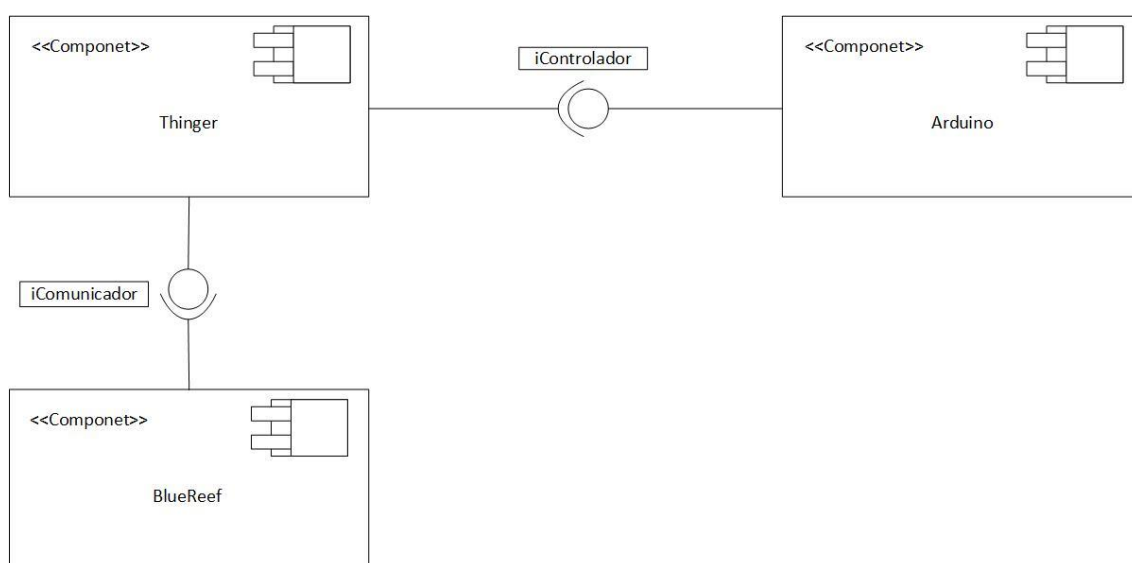 <<Componet>>
Thinger
iControlador
<<Componet>>
Arduino
iComunicador
<<Componet>>
BlueReef